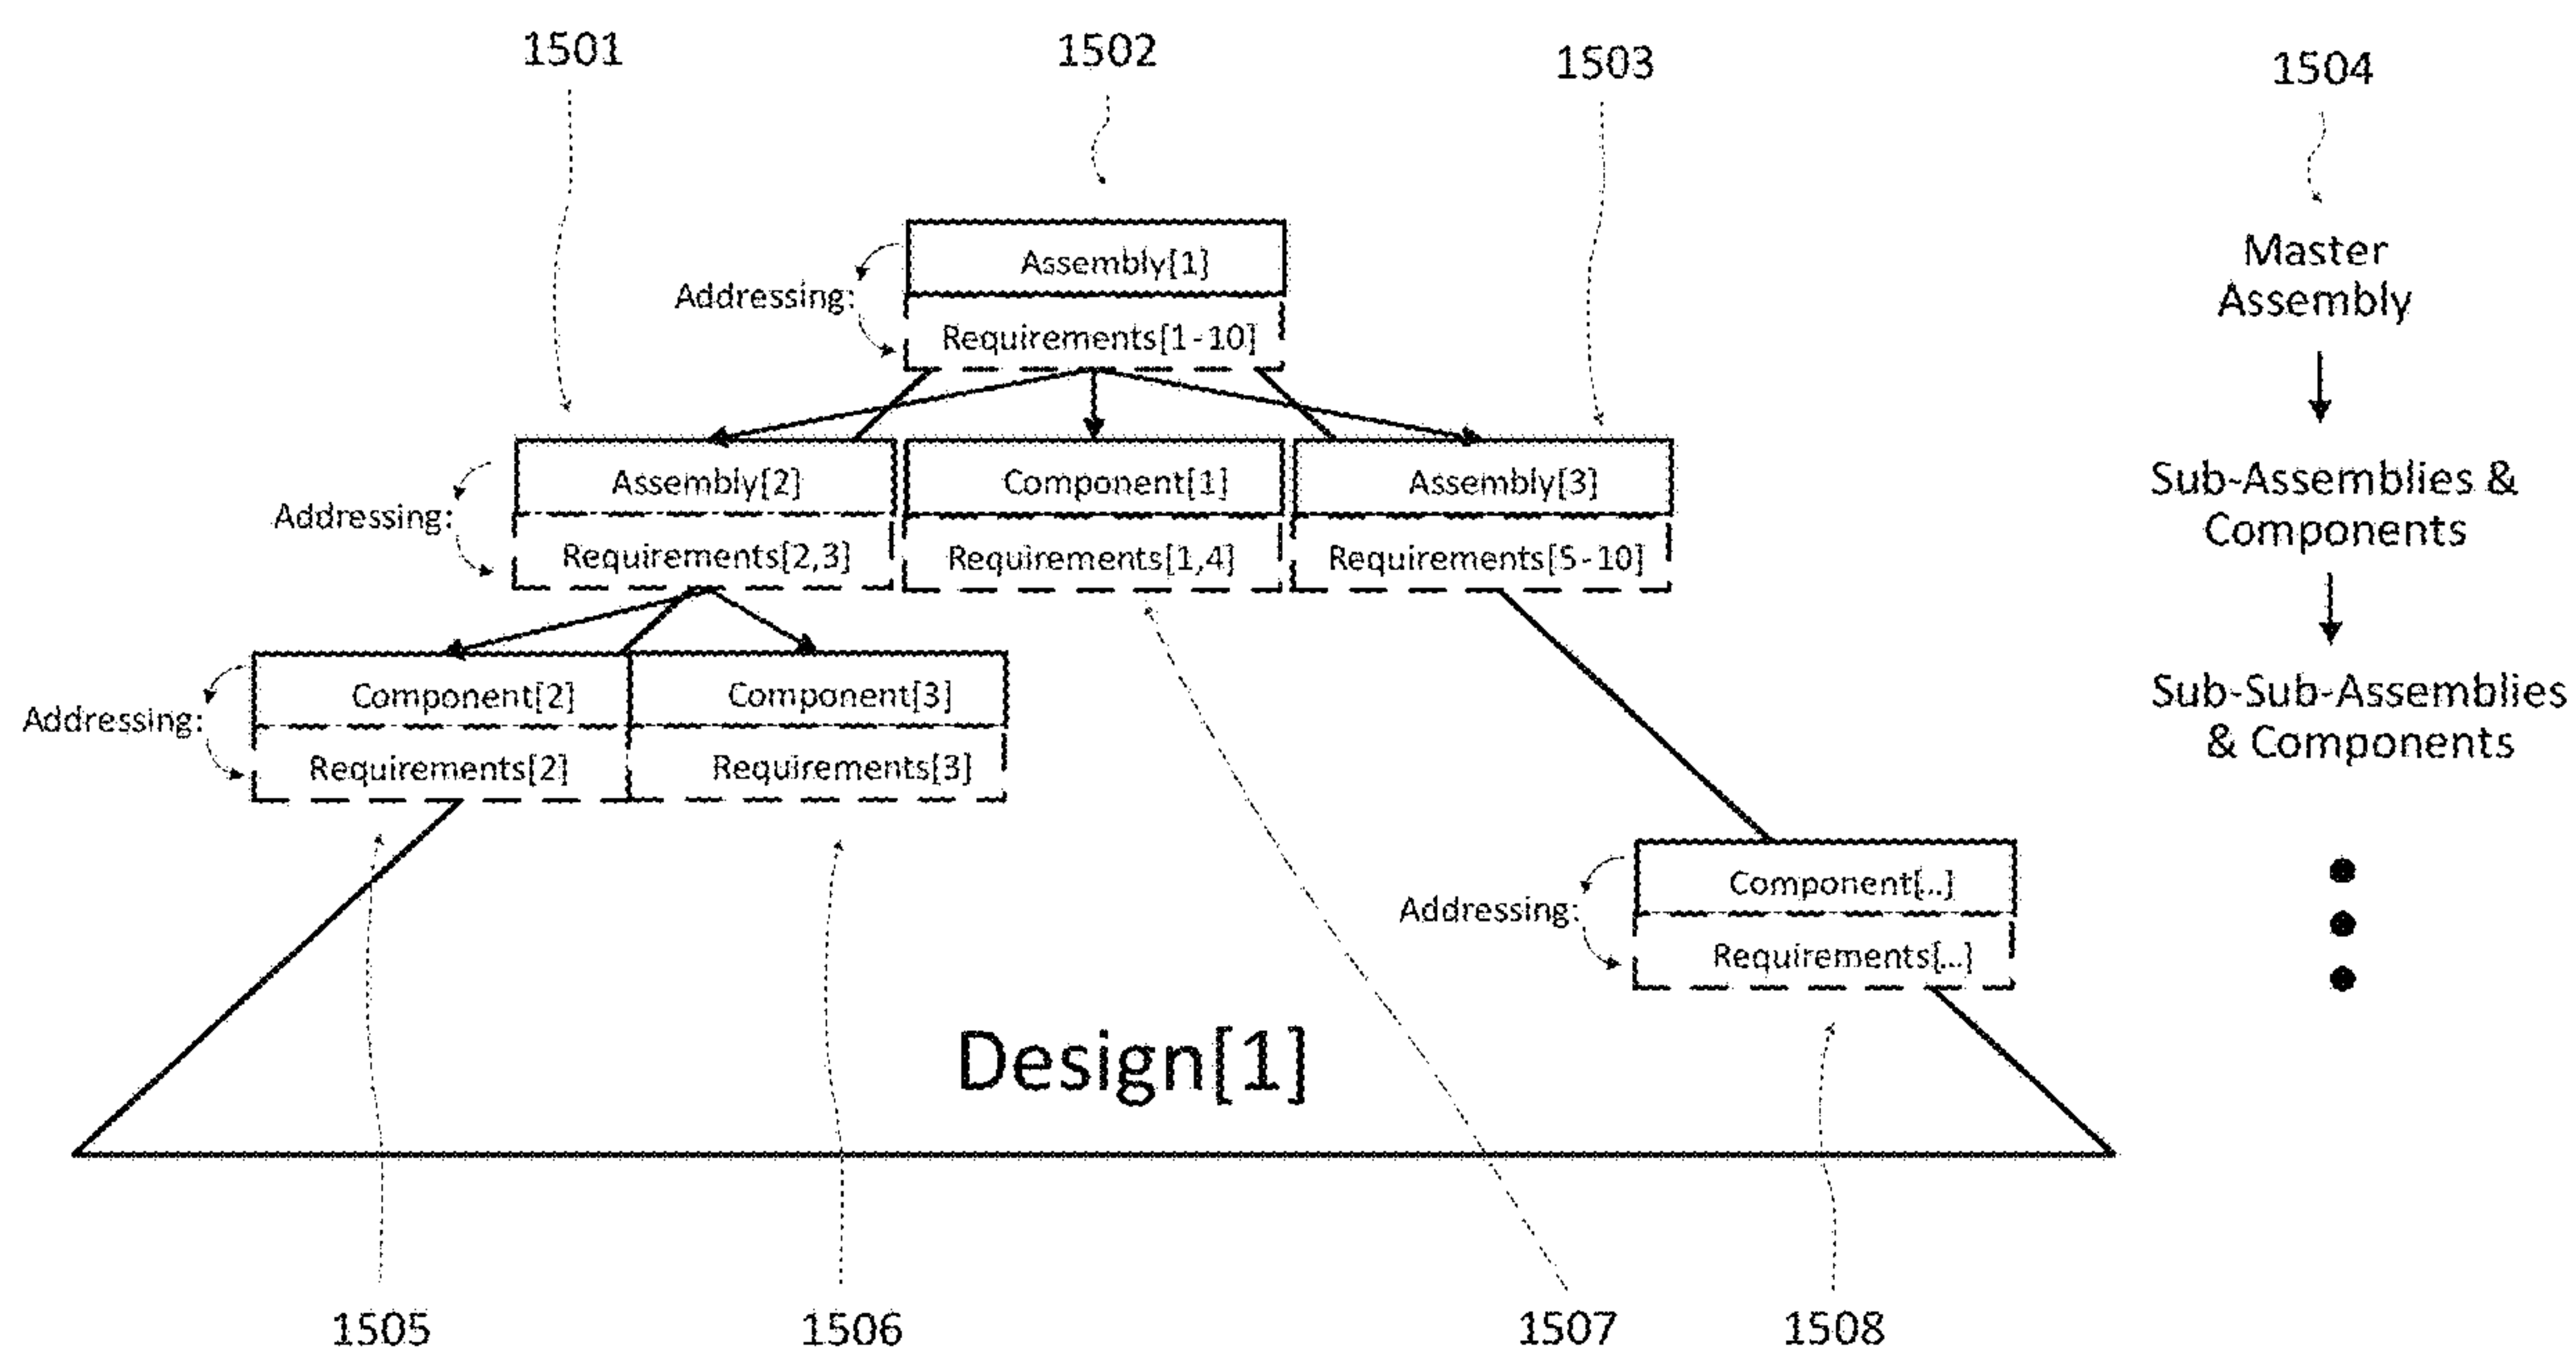 1501
1502
1503
1504
Assembly[1]
Addressing:
Requirements[1-10]
Master
Assembly
Assembly[2]
Component[1]
Assembly[3]
Addressing:
Requirements[2,3]
Requirements[1,4]
Requirements[5-10]
Sub-Assemblies &
Components
Component[2]
Component[3]
Addressing:
Requirements[2]
Requirements[3]
Sub-Sub-Assemblies
& Components
Component[...]
Addressing:
Requirements[...]
Design[1]
1505
1506
1507
1508